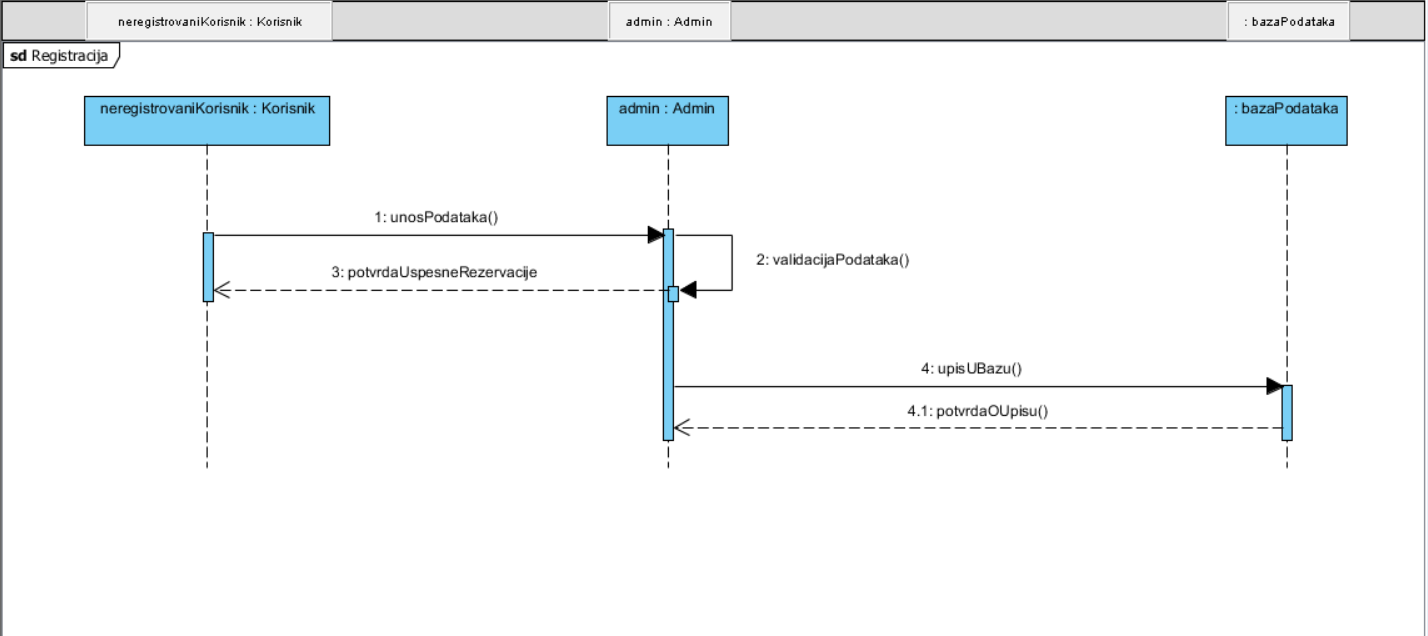 neregistrovaniKorisnik : Korisnik
admin : Admin
: bazaPodataka
sd Registracija
neregistrovaniKorisnik : Korisnik
admin : Admin
: bazaPodataka
1: unosPodataka()
2: validacijaPodataka()
3: potvrdaUspesneRezervacije
4: upisUBazu()
4.1: potvrdaOUpisu()